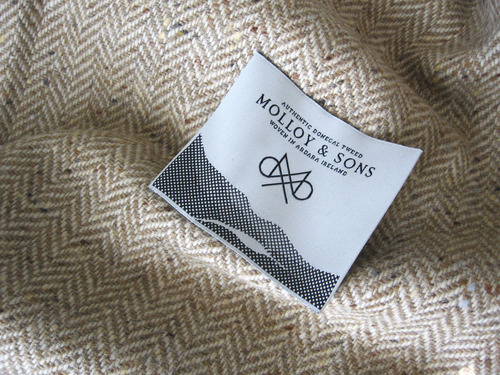 AUTHENTIC DONEGAL TWEED
MOLLOY & SONS
WOVEN IN ARDARA IRELAND